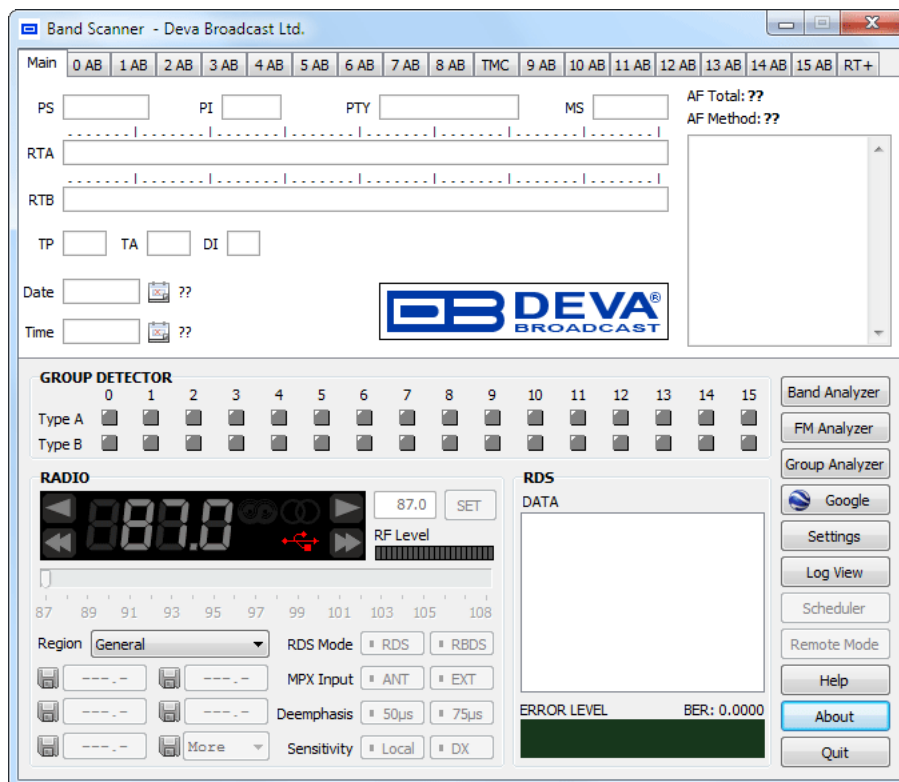 Band Scanner - Deva Broadcast Ltd.
Main 0 AB 1 AB 2 AB 3 AB 4 AB 5 AB 6 AB 7 AB 8 AB TMC 9 AB 10 AB 11 AB 12 AB 13 AB 14 AB 15 AB RT+
PS PI PTY MS AF Total: ??
AF Method: ??
RTA
RTB
TP TA DI
Date ??
DEVA®
BROADCAST
Time ??
GROUP DETECTOR
0 1 2 3 4 5 6 7 8 9 10 11 12 13 14 15
Type A
Type B
Band Analyzer
FM Analyzer
Group Analyzer
Google
Settings
Log View
Scheduler
Remote Mode
Help
About
Quit
RADIO
87.0 87.0 SET
RF Level
87 89 91 93 95 97 99 101 103 105 108
Region General RDS Mode RDS RBDS
---.- ---.- MPX Input ANT EXT
---.- ---.- Deemphasis 50µs 75µs
---.- More Sensitivity Local DX
RDS
DATA
ERROR LEVEL BER: 0.0000